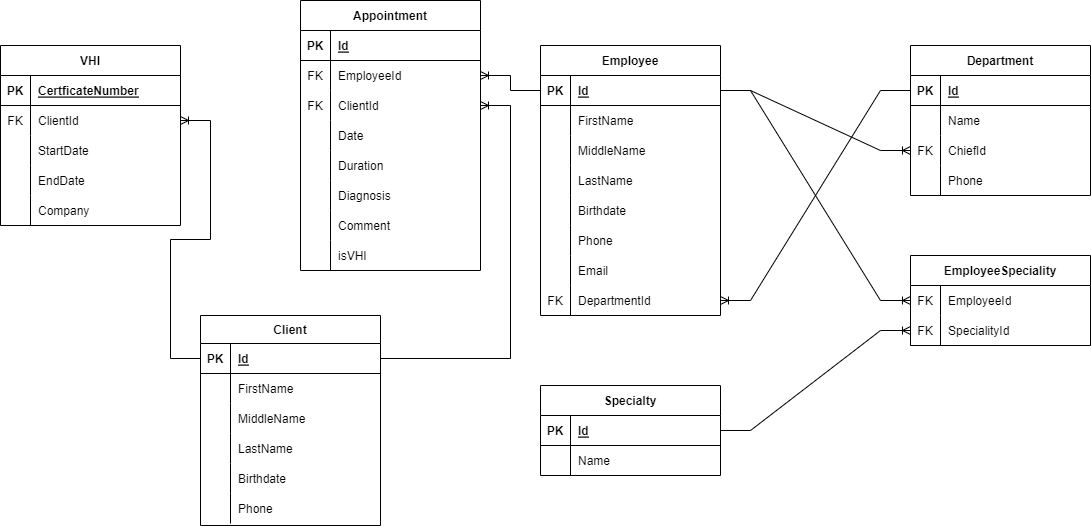 VHI
PK CertficateNumber
FK ClientId
StartDate
EndDate
Company
Appointment
PK Id
FK EmployeeId
FK ClientId
Date
Duration
Diagnosis
Comment
isVHI
Client
PK Id
FirstName
MiddleName
LastName
Birthdate
Phone
Employee
PK Id
FirstName
MiddleName
LastName
Birthdate
Phone
Email
FK DepartmentId
Specialty
PK Id
Name
Department
PK Id
Name
FK ChiefId
Phone
EmployeeSpeciality
FK EmployeeId
FK SpecialityId